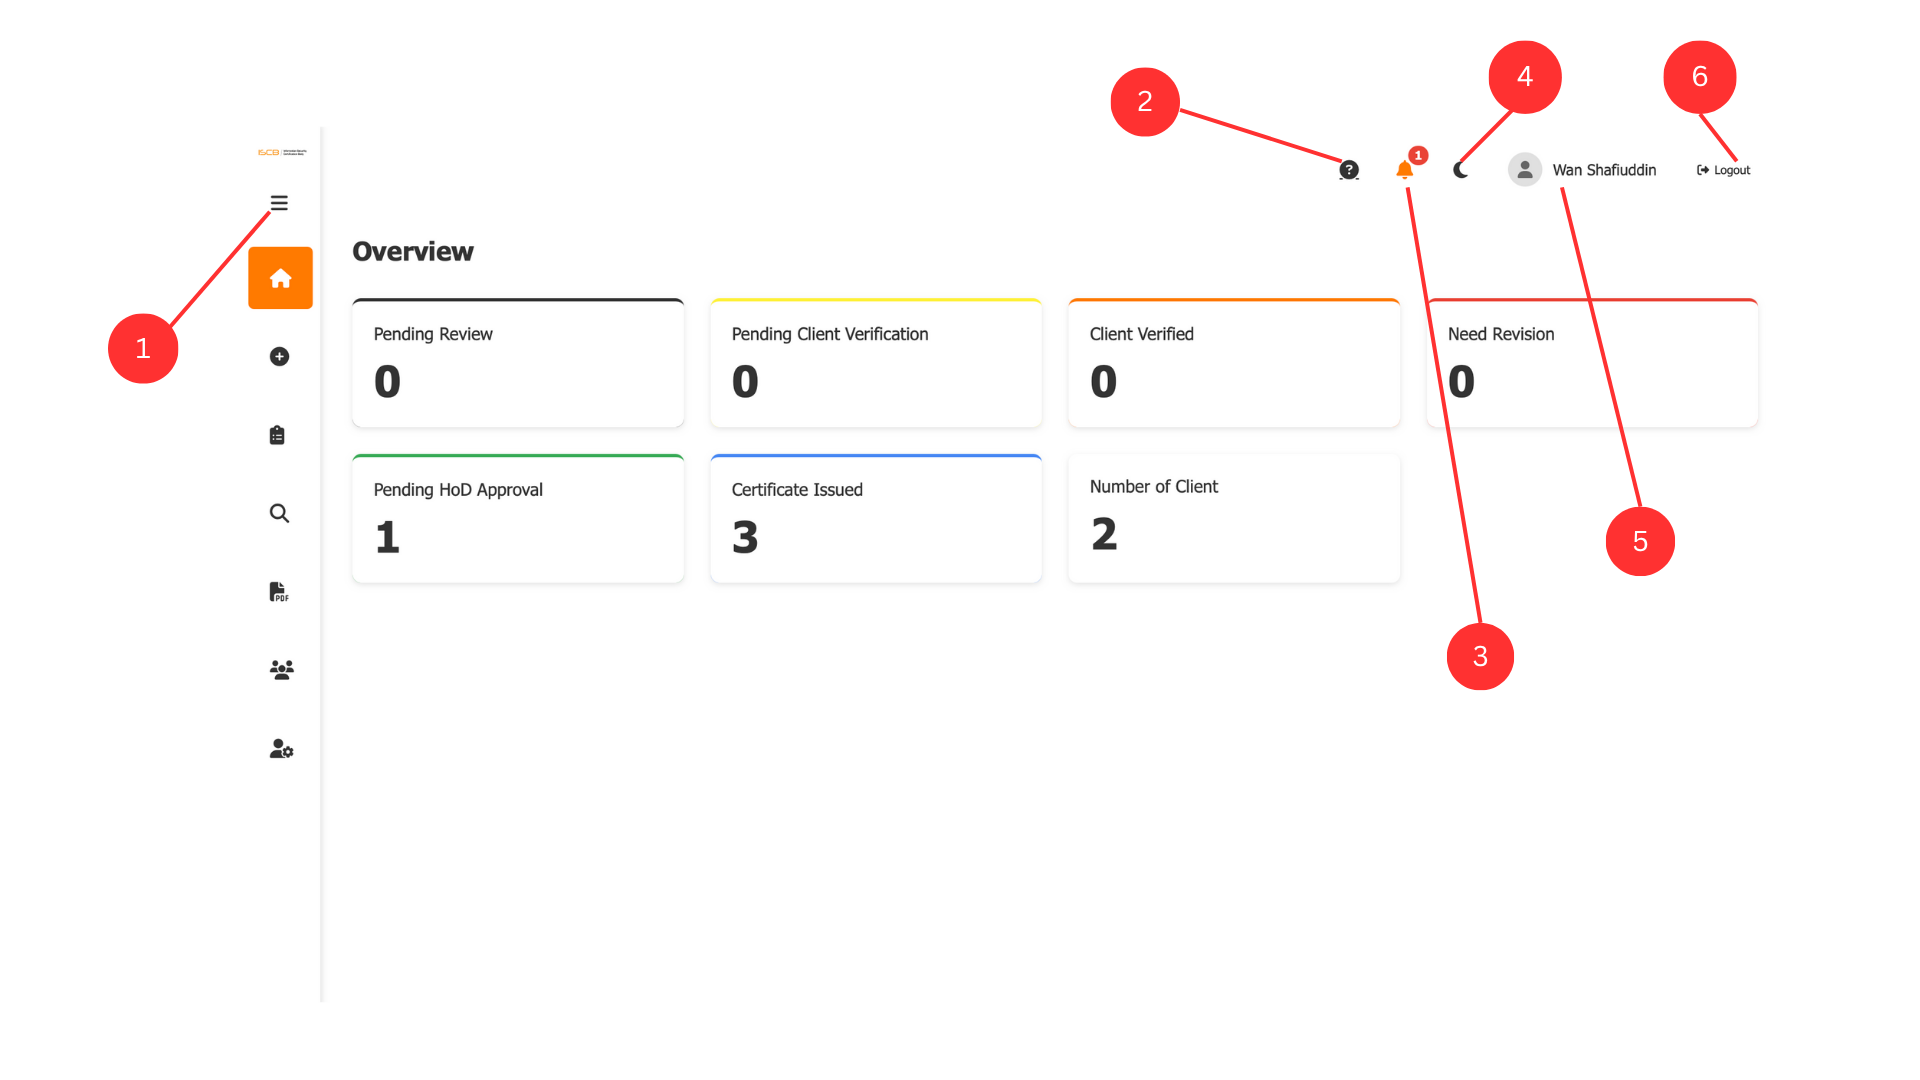 2
4
6
ISCB
1
Wan Shafiuddin
Logout
Overview
1
Pending Review
0
Pending Client Verification
0
Client Verified
0
Need Revision
0
Pending HoD Approval
1
Certificate Issued
3
Number of Client
2
5
PDF
3